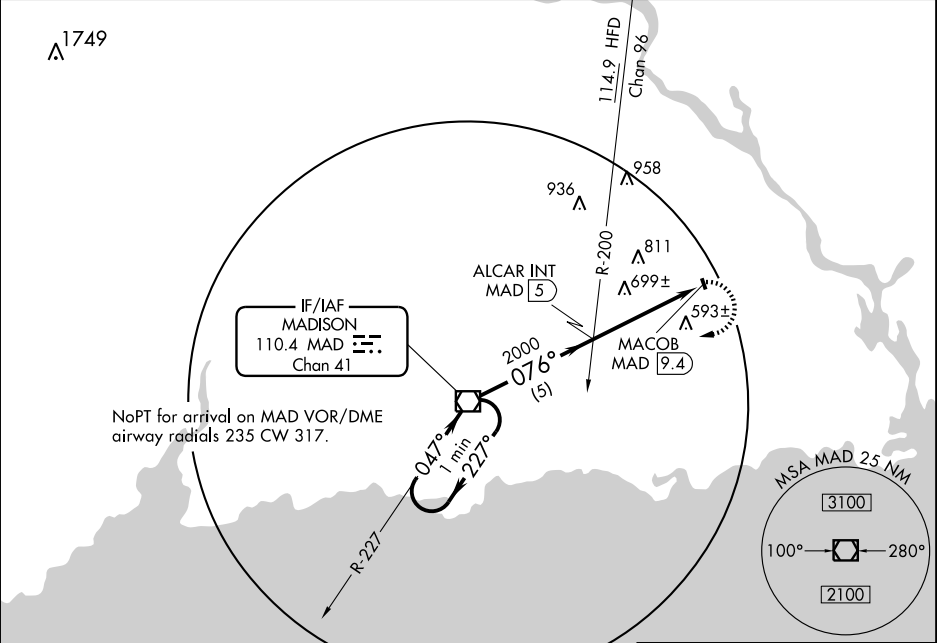 1749
114.9 HFD
Chan 96
958
936
R-200
811
699±
593±
ALCAR INT
MAD 5
IF/IAF
MADISON
110.4 MAD
Chan 41
2000
076°
(5)
MACOB
MAD 9.4
NoPT for arrival on MAD VOR/DME
airway radials 235 CW 317.
047°
1 min
227°
R-227
MSA MAD 25 NM
3100
100°
280°
2100